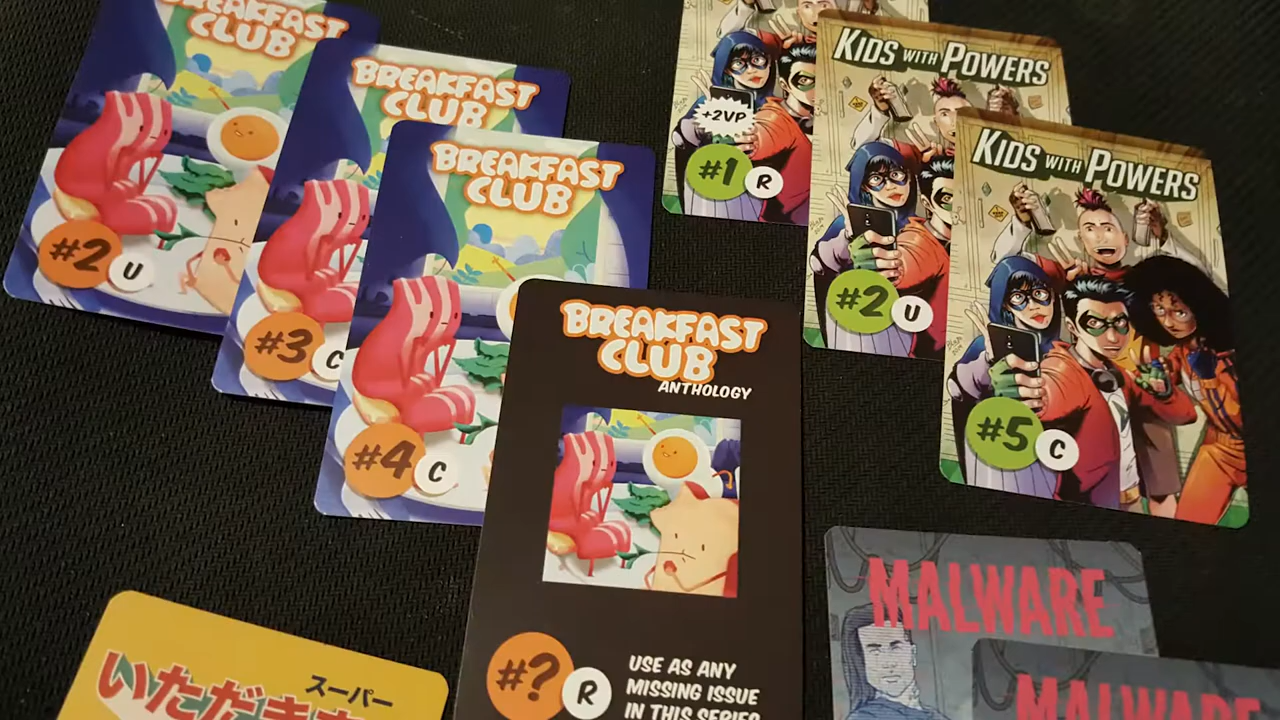 BREAKFAST
CLUB
#2 U
BREAKFAST
CLUB
#3 C
BREAKFAST
CLUB
#4 C
BREAKFAST
CLUB
ANTHOLOGY
#? R
USE AS ANY
MISSING ISSUE
IN THIS SERIES
+2VP
#1 R
KIDS WITH POWERS
#2 U
KIDS WITH POWERS
#5 C
スーパー
いただきま
MALWARE
MALWARE